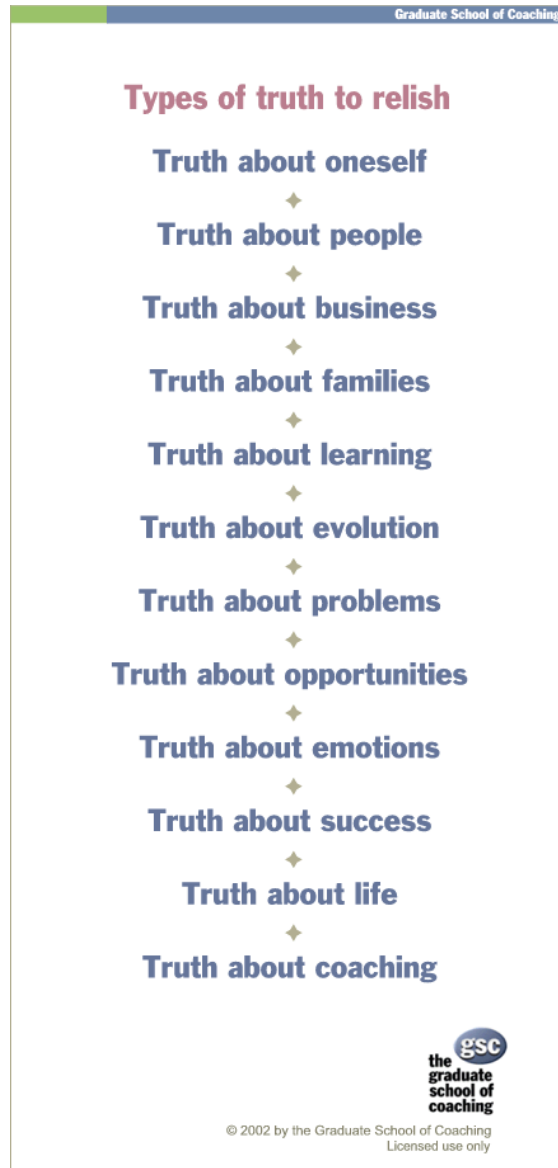 Graduate School of Coaching
Types of truth to relish
Truth about oneself
Truth about people
Truth about business
Truth about families
Truth about learning
Truth about evolution
Truth about problems
Truth about opportunities
Truth about emotions
Truth about success
Truth about life
Truth about coaching
gsc
the
graduate
school of
coaching
© 2002 by the Graduate School of Coaching
Licensed use only